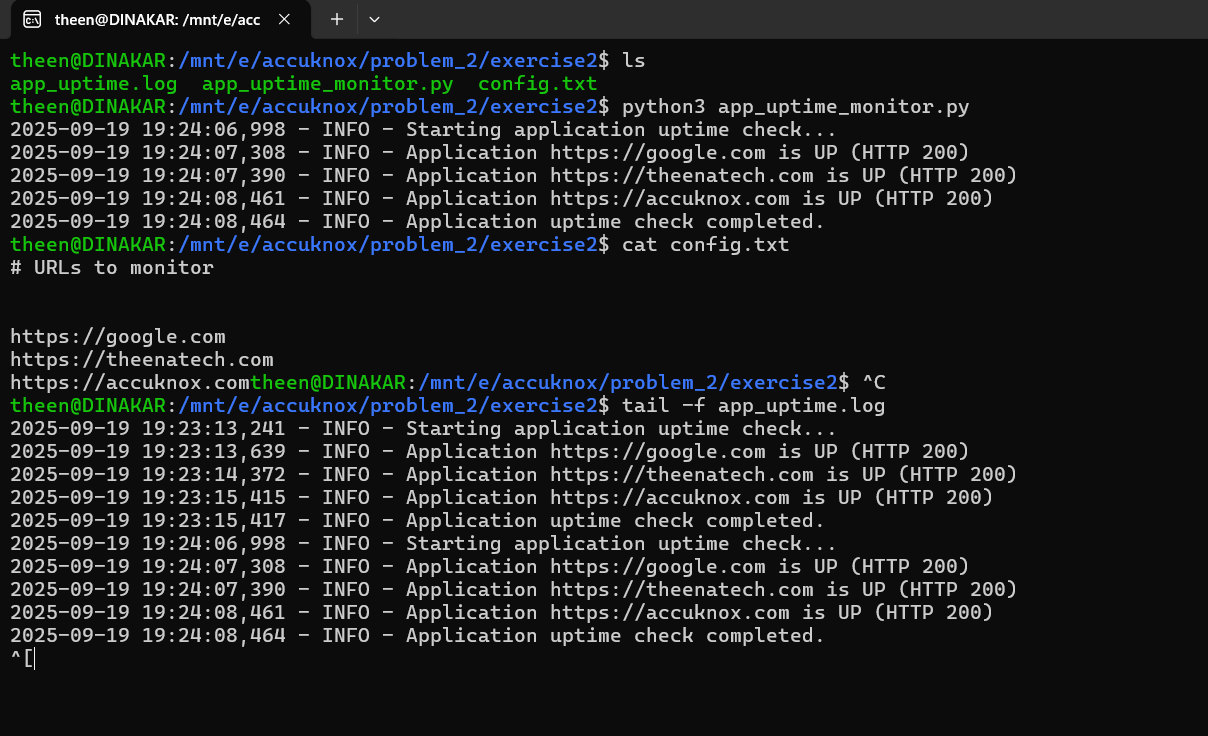 theen@DINAKAR: /mnt/e/acc
theen@DINAKAR:/mnt/e/accuknox/problem_2/exercise2$ ls
app_uptime.log  app_uptime_monitor.py  config.txt
theen@DINAKAR:/mnt/e/accuknox/problem_2/exercise2$ python3 app_uptime_monitor.py
2025-09-19 19:24:06,998 - INFO - Starting application uptime check...
2025-09-19 19:24:07,308 - INFO - Application https://google.com is UP (HTTP 200)
2025-09-19 19:24:07,390 - INFO - Application https://theenatech.com is UP (HTTP 200)
2025-09-19 19:24:08,461 - INFO - Application https://accuknox.com is UP (HTTP 200)
2025-09-19 19:24:08,464 - INFO - Application uptime check completed.
theen@DINAKAR:/mnt/e/accuknox/problem_2/exercise2$ cat config.txt
# URLs to monitor
https://google.com
https://theenatech.com
https://accuknox.comtheen@DINAKAR:/mnt/e/accuknox/problem_2/exercise2$ ^C
theen@DINAKAR:/mnt/e/accuknox/problem_2/exercise2$ tail -f app_uptime.log
2025-09-19 19:23:13,241 - INFO - Starting application uptime check...
2025-09-19 19:23:13,639 - INFO - Application https://google.com is UP (HTTP 200)
2025-09-19 19:23:14,372 - INFO - Application https://theenatech.com is UP (HTTP 200)
2025-09-19 19:23:15,415 - INFO - Application https://accuknox.com is UP (HTTP 200)
2025-09-19 19:23:15,417 - INFO - Application uptime check completed.
2025-09-19 19:24:06,998 - INFO - Starting application uptime check...
2025-09-19 19:24:07,308 - INFO - Application https://google.com is UP (HTTP 200)
2025-09-19 19:24:07,390 - INFO - Application https://theenatech.com is UP (HTTP 200)
2025-09-19 19:24:08,461 - INFO - Application https://accuknox.com is UP (HTTP 200)
2025-09-19 19:24:08,464 - INFO - Application uptime check completed.
^[